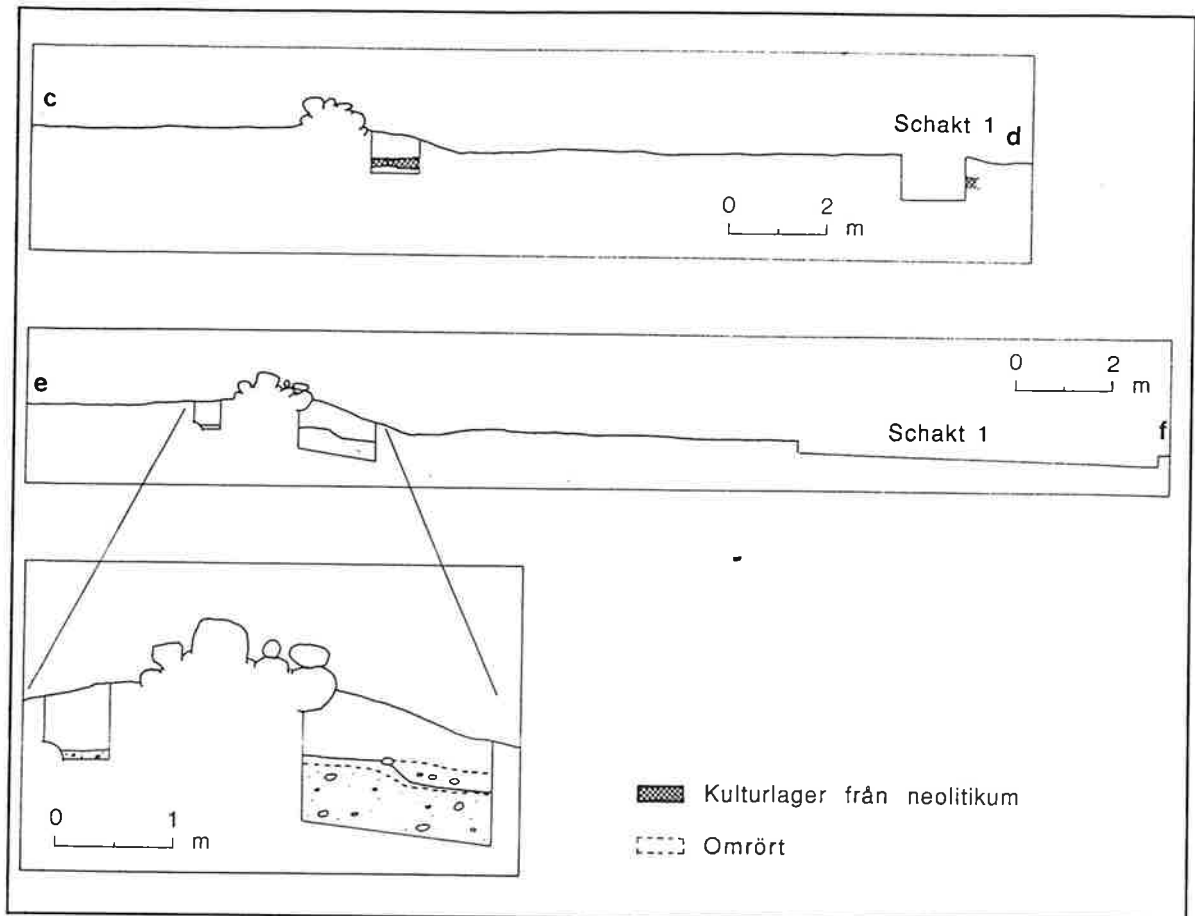 c
Schakt 1
d
0 2
m
e
0 2
m
Schakt 1
f
0 1
m
Kulturlager från neolitikum
Omrört